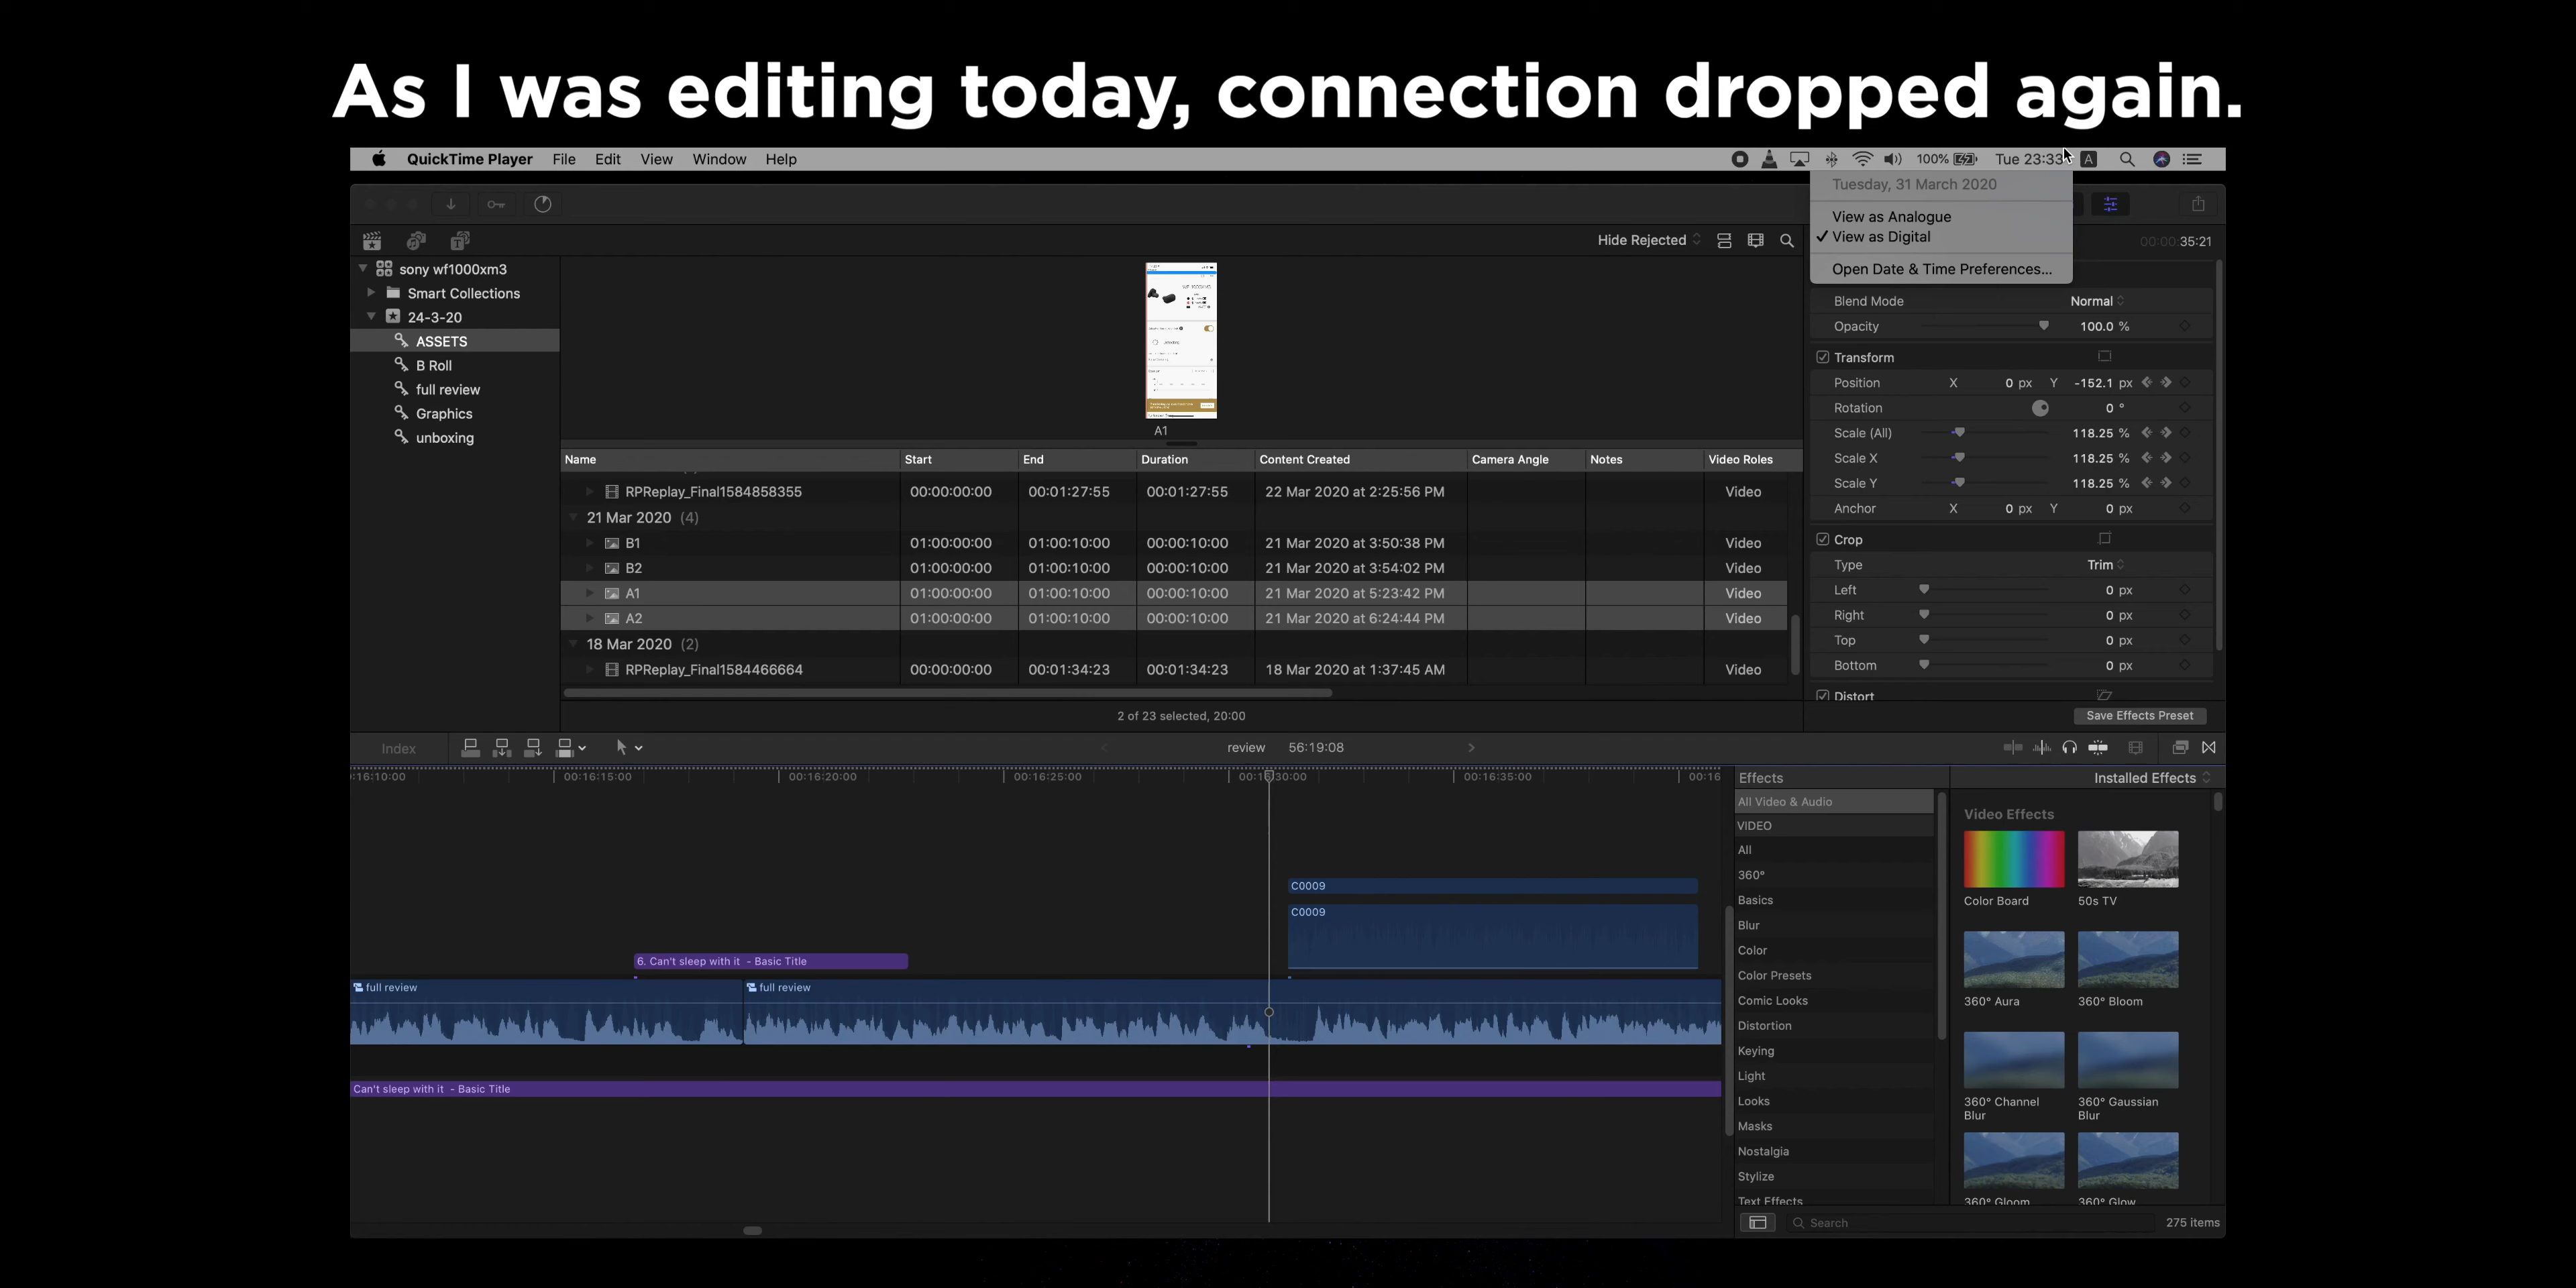 As I was editing today, connection dropped again.
QuickTime Player File Edit View Window Help 100% Tue 23:33 A
Tuesday, 31 March 2020
View as Analogue
✓ View as Digital
Open Date & Time Preferences...
Hide Rejected
00:00:35:21
sony wf1000xm3
Smart Collections
24-3-20
ASSETS
B Roll
full review
Graphics
unboxing
A1
Name Start End Duration Content Created Camera Angle Notes Video Roles
RPReplay_Final1584858355 00:00:00:00 00:01:27:55 00:01:27:55 22 Mar 2020 at 2:25:56 PM Video
21 Mar 2020 (4)
B1 01:00:00:00 01:00:10:00 00:00:10:00 21 Mar 2020 at 3:50:38 PM Video
B2 01:00:00:00 01:00:10:00 00:00:10:00 21 Mar 2020 at 3:54:02 PM Video
A1 01:00:00:00 01:00:10:00 00:00:10:00 21 Mar 2020 at 5:23:42 PM Video
A2 01:00:00:00 01:00:10:00 00:00:10:00 21 Mar 2020 at 6:24:44 PM Video
18 Mar 2020 (2)
RPReplay_Final1584466664 00:00:00:00 00:01:34:23 00:01:34:23 18 Mar 2020 at 1:37:45 AM Video
2 of 23 selected, 20:00
Blend Mode Normal
Opacity 100.0 %
Transform
Position X 0 px Y -152.1 px
Rotation 0 °
Scale (All) 118.25 %
Scale X 118.25 %
Scale Y 118.25 %
Anchor X 0 px Y 0 px
Crop
Type Trim
Left 0 px
Right 0 px
Top 0 px
Bottom 0 px
Distort
Save Effects Preset
Index
review 56:19:08
00:16:15:00 00:16:20:00 00:16:25:00 00:16:35:00
C0009
C0009
6. Can't sleep with it - Basic Title
full review
full review
Can't sleep with it - Basic Title
Effects
Installed Effects
All Video & Audio
VIDEO
All
360°
Basics
Blur
Color
Color Presets
Comic Looks
Distortion
Keying
Light
Looks
Masks
Nostalgia
Stylize
Text Effects
Video Effects
Color Board 50s TV
360° Aura 360° Bloom
360° Channel Blur
360° Gaussian Blur
360° Gloom 360° Glow
Search
275 items